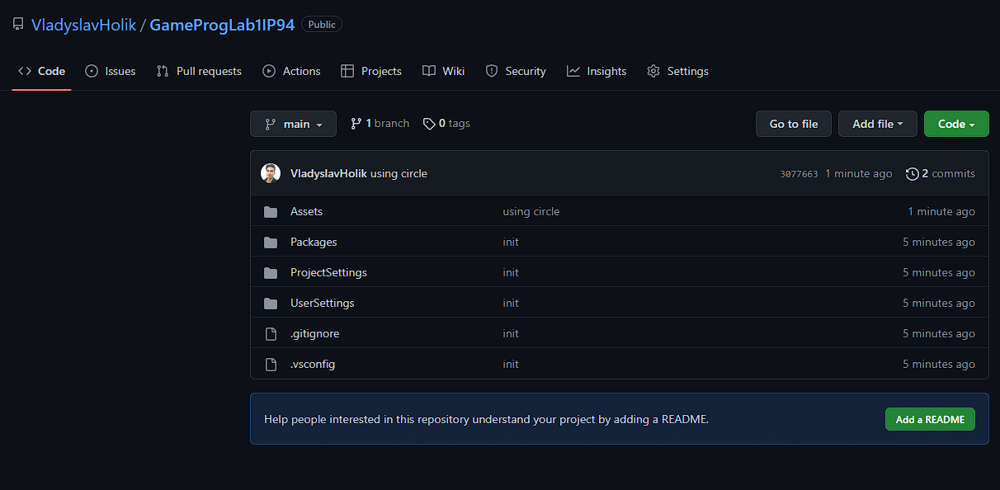 VladyslavHolik / GameProgLab1IP94 Public
Code Issues Pull requests Actions Projects Wiki Security Insights Settings
main 1 branch 0 tags Go to file Add file Code
VladyslavHolik using circle 3077663 1 minute ago 2 commits
Assets using circle 1 minute ago
Packages init 5 minutes ago
ProjectSettings init 5 minutes ago
UserSettings init 5 minutes ago
.gitignore init 5 minutes ago
.vsconfig init 5 minutes ago
Help people interested in this repository understand your project by adding a README. Add a README